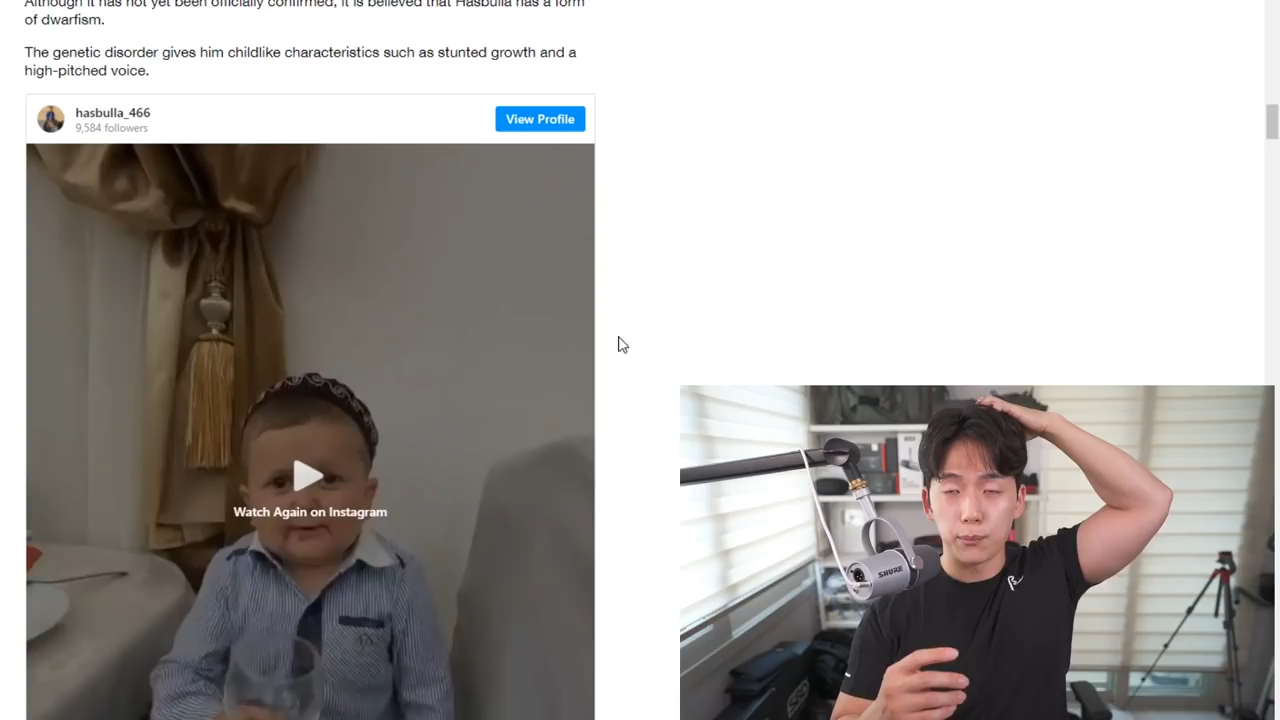 Although it has not yet been officially confirmed, it is believed that Hasbulla has a form
of dwarfism.
The genetic disorder gives him childlike characteristics such as stunted growth and a
high-pitched voice.
hasbulla_466
9,584 followers
View Profile
Watch Again on Instagram
SHURE